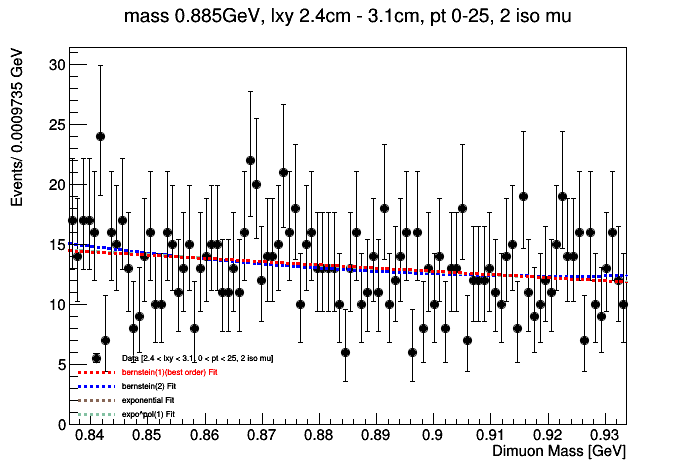 mass 0.885GeV, lxy 2.4cm - 3.1cm, pt 0-25, 2 iso mu
Events/ 0.0009735 GeV
30
25
20
15
10
5
0
Data [2.4 < lxy < 3.1, 0 < pt < 25, 2 iso mu]
bernstein(1)(best order) Fit
bernstein(2) Fit
exponential Fit
expo*pol(1) Fit
0.84 0.85 0.86 0.87 0.88 0.89 0.9 0.91 0.92 0.93
Dimuon Mass [GeV]